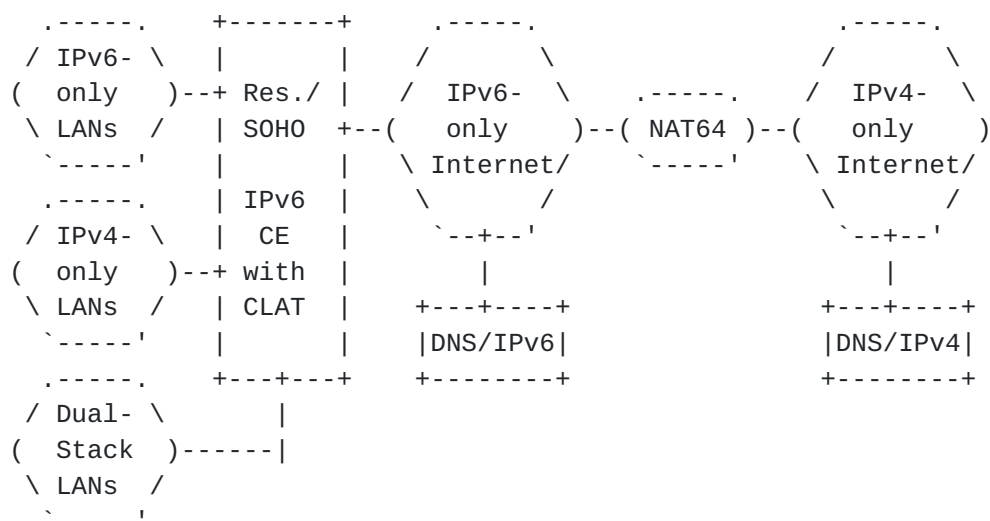 IPv6-
only
LANs
Res./
SOHO
IPv6
CE
with
CLAT
IPv6-
only
Internet
NAT64
IPv4-
only
Internet
IPv4-
only
LANs
DNS/IPv6
DNS/IPv4
Dual-
Stack
LANs